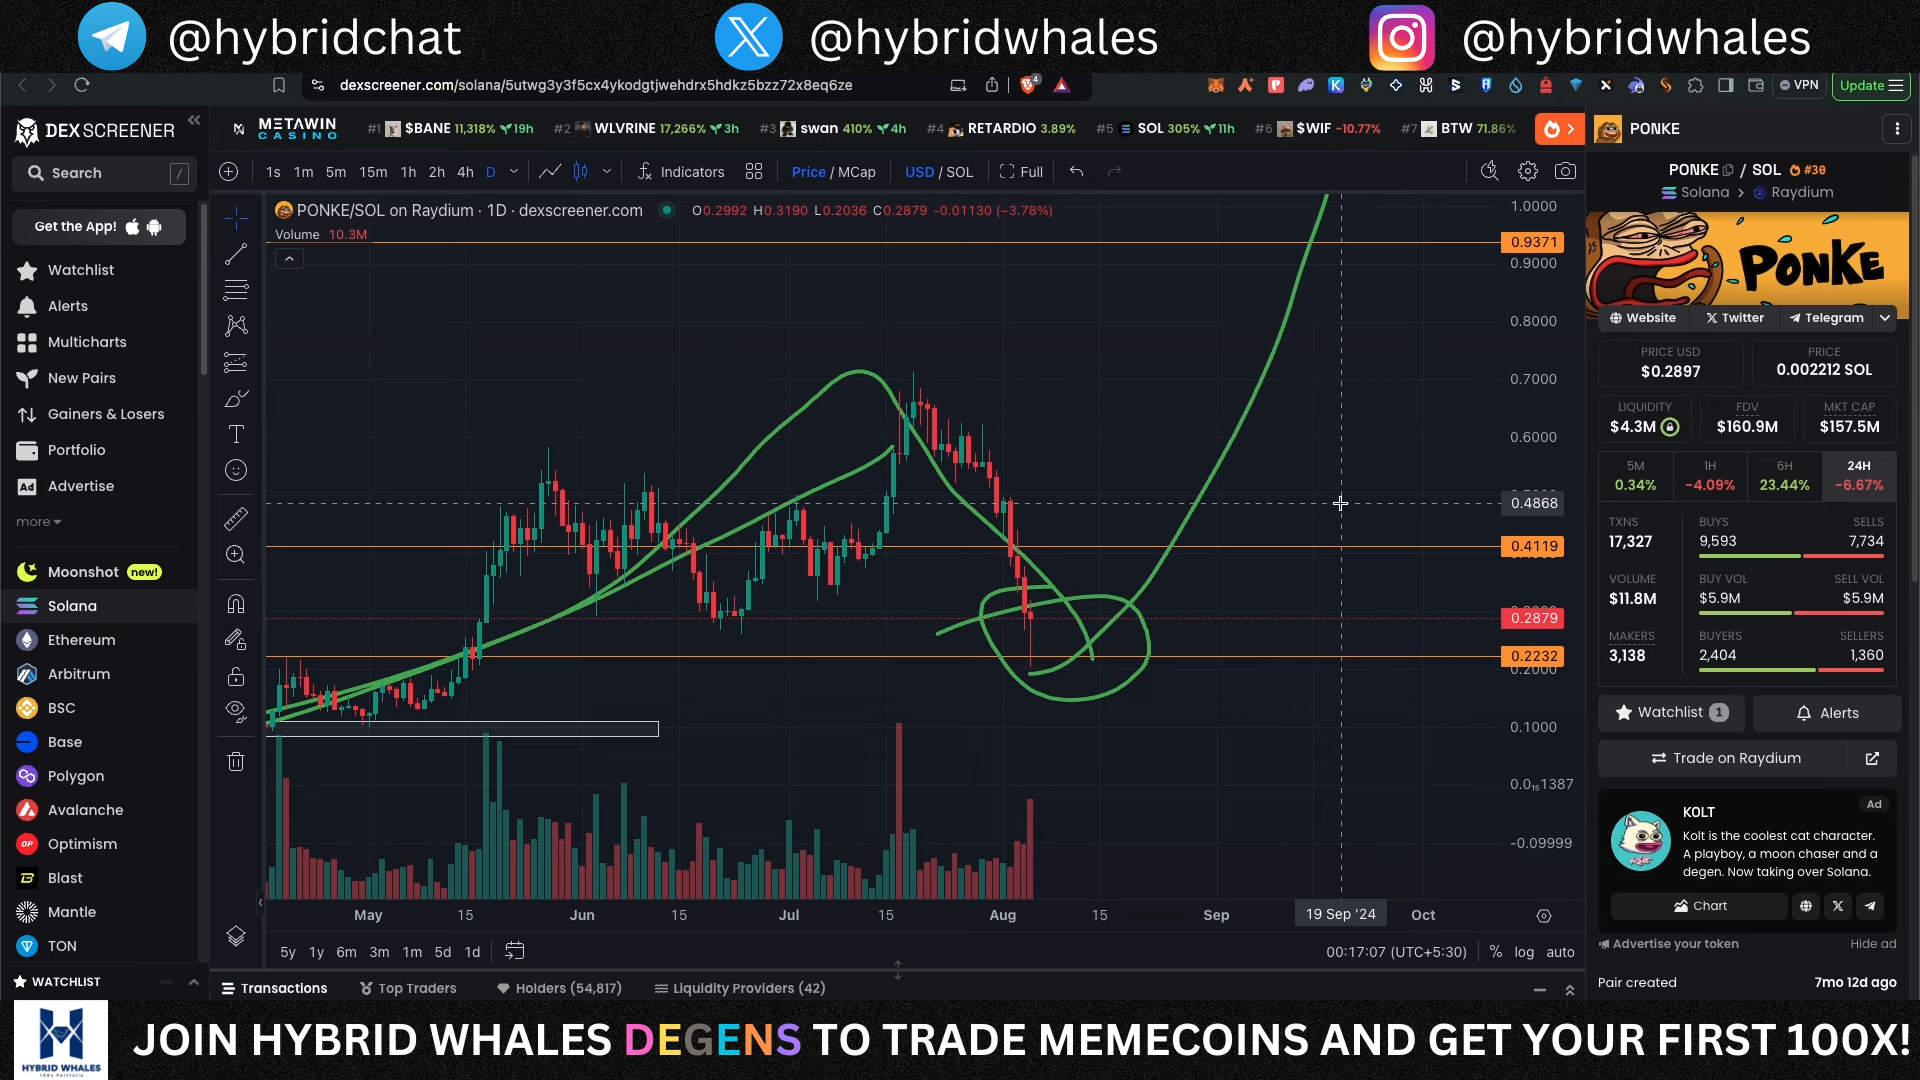 @hybridchat
@hybridwhales
@hybridwhales
dexscreener.com/solana/5utwg3y3f5cx4ykodgtjwehdrx5hdkz5bzz72x8eq6ze
4
VPN
Update
DEX SCREENER
METAWIN
CASINO
#1 $BANE 11,318% 19h
#2 WLVRINE 17,266% 3h
#3 swan 410% 4h
#4 RETARDIO 3.89%
#5 SOL 305% 11h
#6 $WIF -10.77%
#7 BTW 71.86%
PONKE
Search /
1s 1m 5m 15m 1h 2h 4h D
Indicators
Price / MCap
USD / SOL
Full
PONKE / SOL #30
Solana > Raydium
Get the App!
Watchlist
Alerts
Multicharts
New Pairs
Gainers & Losers
Portfolio
Ad Advertise
more
Moonshot new!
Solana
Ethereum
Arbitrum
BSC
Base
Polygon
Avalanche
OP Optimism
Blast
Mantle
TON
WATCHLIST
PONKE/SOL on Raydium · 1D · dexscreener.com
O0.2992 H0.3190 L0.2036 C0.2879 -0.01130 (−3.78%)
Volume 10.3M
1.0000
0.9371
0.9000
0.8000
0.7000
0.6000
0.4868
0.4119
0.2879
0.2232
0.2000
0.1000
0.0₁₅1387
-0.09999
May 15 Jun 15 Jul 15 Aug 15 Sep 19 Sep '24 Oct
5y 1y 6m 3m 1m 5d 1d
00:17:07 (UTC+5:30)
% log auto
Transactions
Top Traders
Holders (54,817)
Liquidity Providers (42)
PONKE
Website
Twitter
Telegram
PRICE USD
$0.2897
PRICE
0.002212 SOL
LIQUIDITY
$4.3M
FDV
$160.9M
MKT CAP
$157.5M
5M
0.34%
1H
-4.09%
6H
23.44%
24H
-6.67%
TXNS
17,327
BUYS
9,593
SELLS
7,734
VOLUME
$11.8M
BUY VOL
$5.9M
SELL VOL
$5.9M
MAKERS
3,138
BUYERS
2,404
SELLERS
1,360
Watchlist 1
Alerts
Trade on Raydium
Ad
KOLT
Kolt is the coolest cat character.
A playboy, a moon chaser and a
degen. Now taking over Solana.
Chart
Advertise your token
Hide ad
Pair created
7mo 12d ago
HYBRID WHALES
100x Portfolio
JOIN HYBRID WHALES DEGENS TO TRADE MEMECOINS AND GET YOUR FIRST 100X!